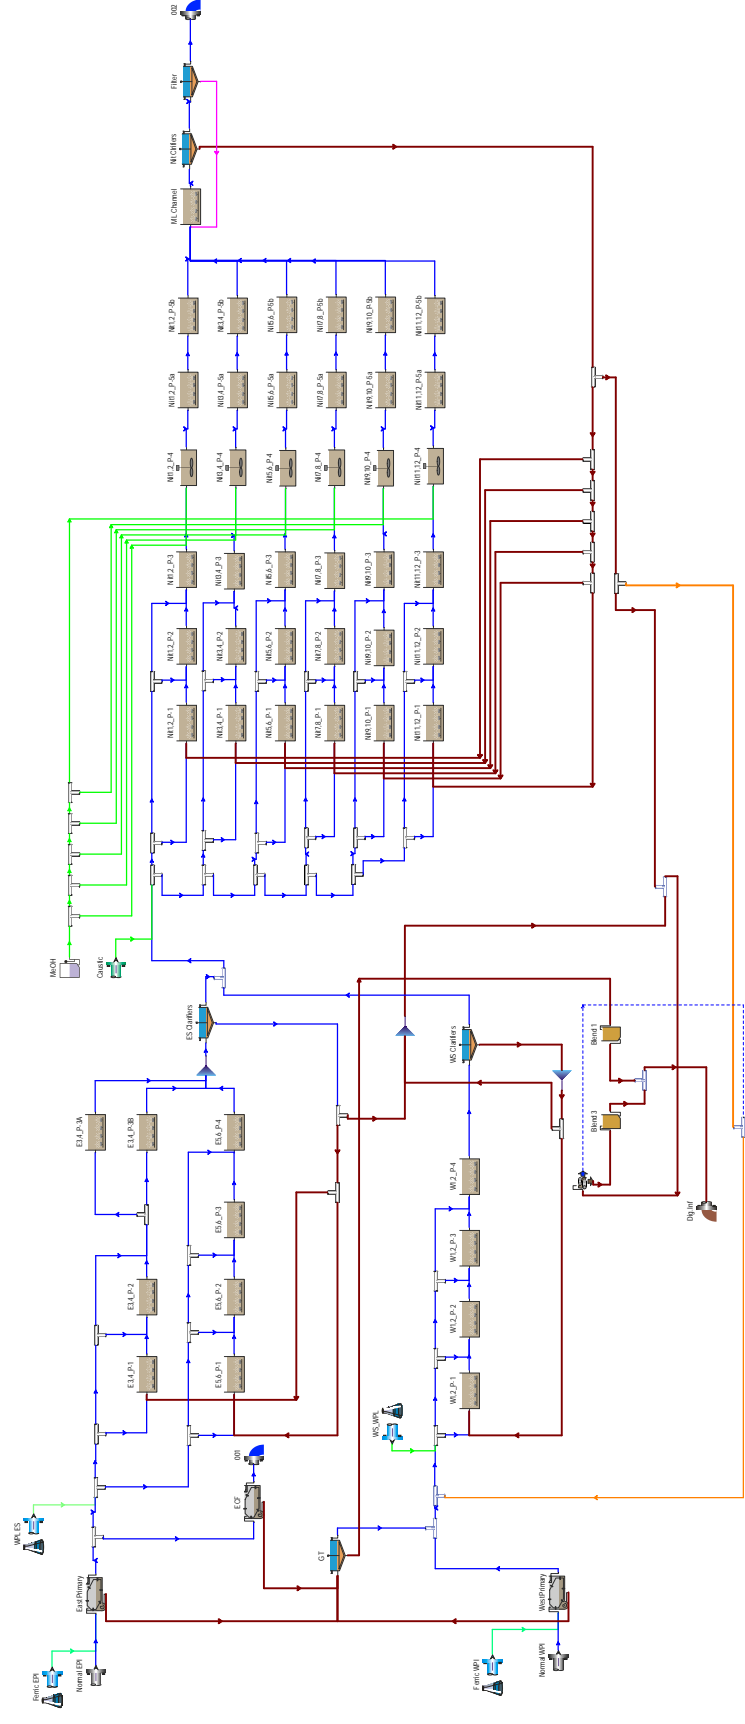 Ferric EPI
WPL ES
MeOH
Normal EPI
East Primary
E3,4_P-3A
Caustic
E3,4_P-1
E3,4_P-2
E3,4_P-3B
Nit1,2_P-1
Nit1,2_P-2
Nit1,2_P-3
Nit1,2_P-4
Nit1,2_P-5a
Nit1,2_P-5b
ML Channel
Nit Clrifiers
Filter
002
ES Clarifiers
E5,6_P-1
E5,6_P-2
E5,6_P-3
E5,6_P-4
Nit3,4_P-1
Nit3,4_P-2
Nit3,4_P-3
Nit3,4_P-4
Nit3,4_P-5a
Nit3,4_P-5b
ECF
001
Nit5,6_P-1
Nit5,6_P-2
Nit5,6_P-3
Nit5,6_P-4
Nit5,6_P-5a
Nit5,6_P-5b
GT
Nit7,8_P-1
Nit7,8_P-2
Nit7,8_P-3
Nit7,8_P-4
Nit7,8_P-5a
Nit7,8_P-5b
WS_WPL
Nit9,10_P-1
Nit9,10_P-2
Nit9,10_P-3
Nit9,10_P-4
Nit9,10_P-5a
Nit9,10_P-5b
Nit11,12_P-1
Nit11,12_P-2
Nit11,12_P-3
Nit11,12_P-4
Nit11,12_P-5a
Nit11,12_P-5b
W1,2_P-1
W1,2_P-2
W1,2_P-3
W1,2_P-4
WS Clarifiers
Ferric WPI
Normal WPI
West Primary
Blend 3
Blend 1
Dig.Inf